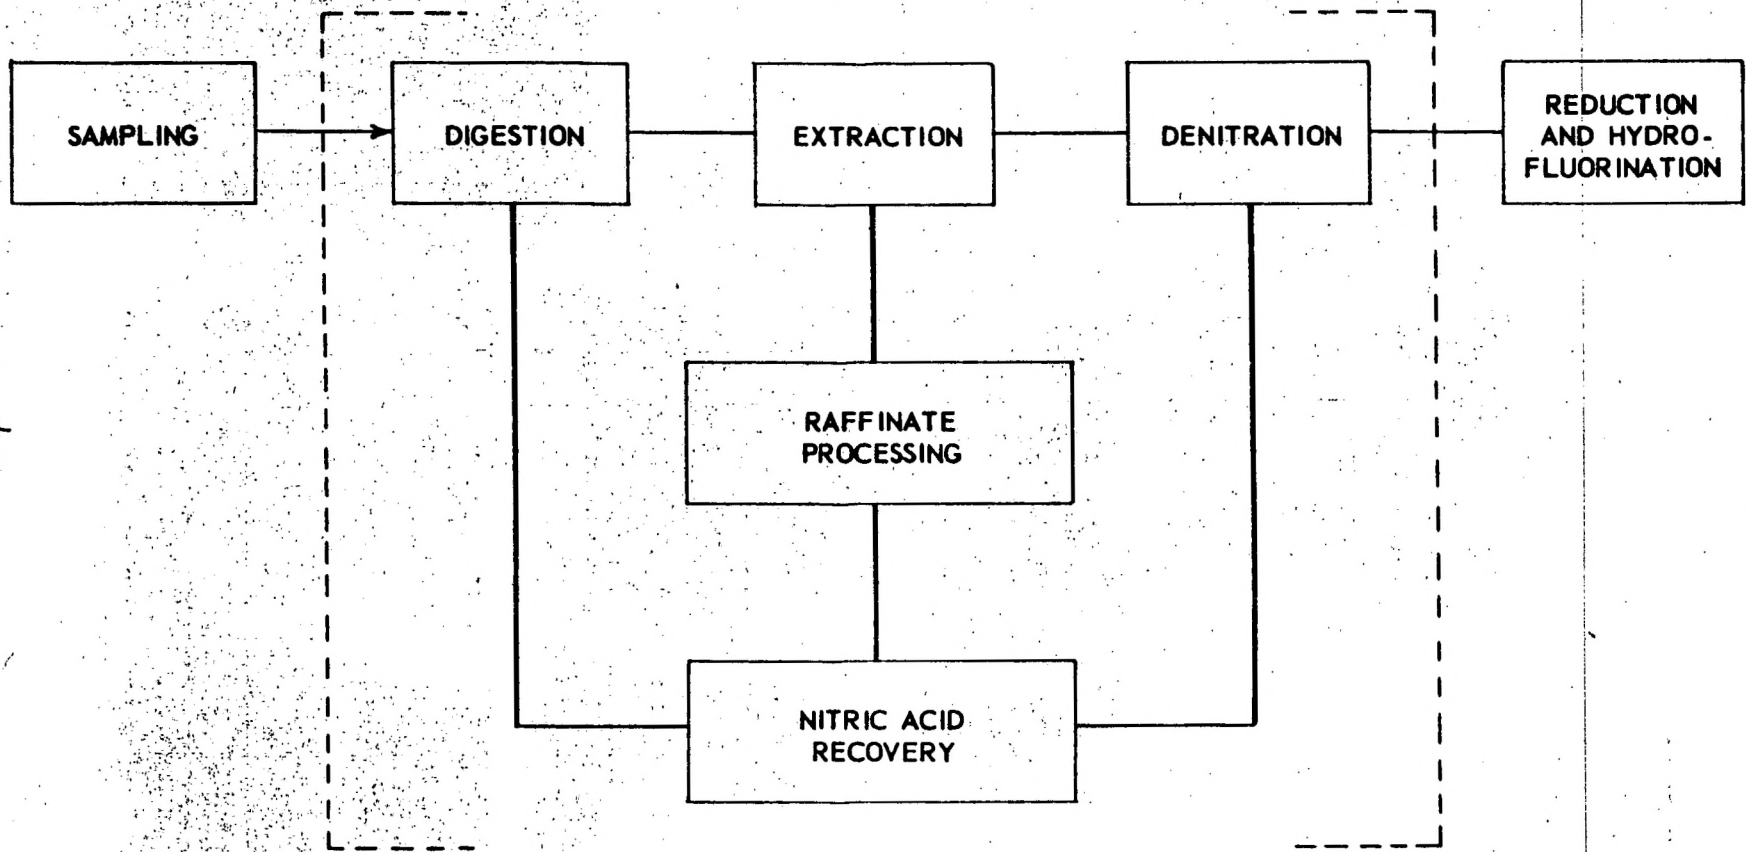 SAMPLING
DIGESTION
EXTRACTION
DENITRATION
REDUCTION
AND HYDRO-
FLUORINATION
RAFFINATE
PROCESSING
NITRIC ACID
RECOVERY